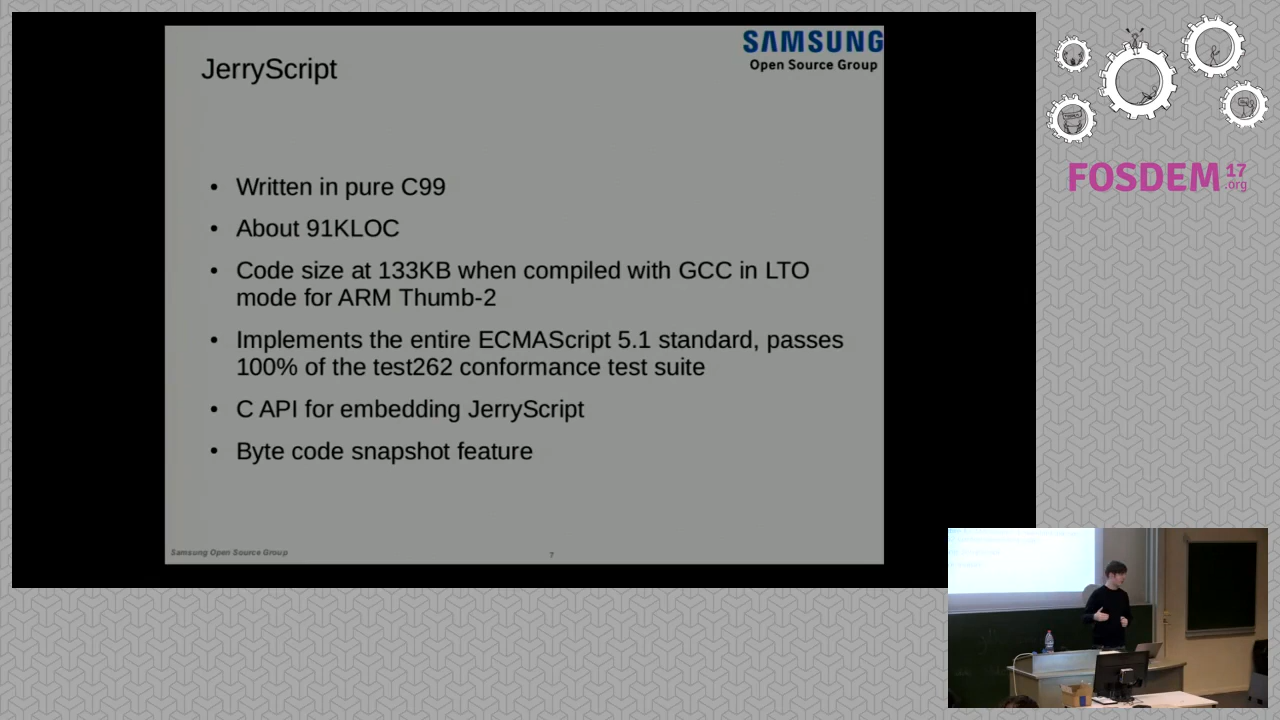 JerryScript
SAMSUNG
Open Source Group
• Written in pure C99
• About 91KLOC
• Code size at 133KB when compiled with GCC in LTO
mode for ARM Thumb-2
• Implements the entire ECMAScript 5.1 standard, passes
100% of the test262 conformance test suite
• C API for embedding JerryScript
• Byte code snapshot feature
Samsung Open Source Group
7
FOSDEM 17
.org